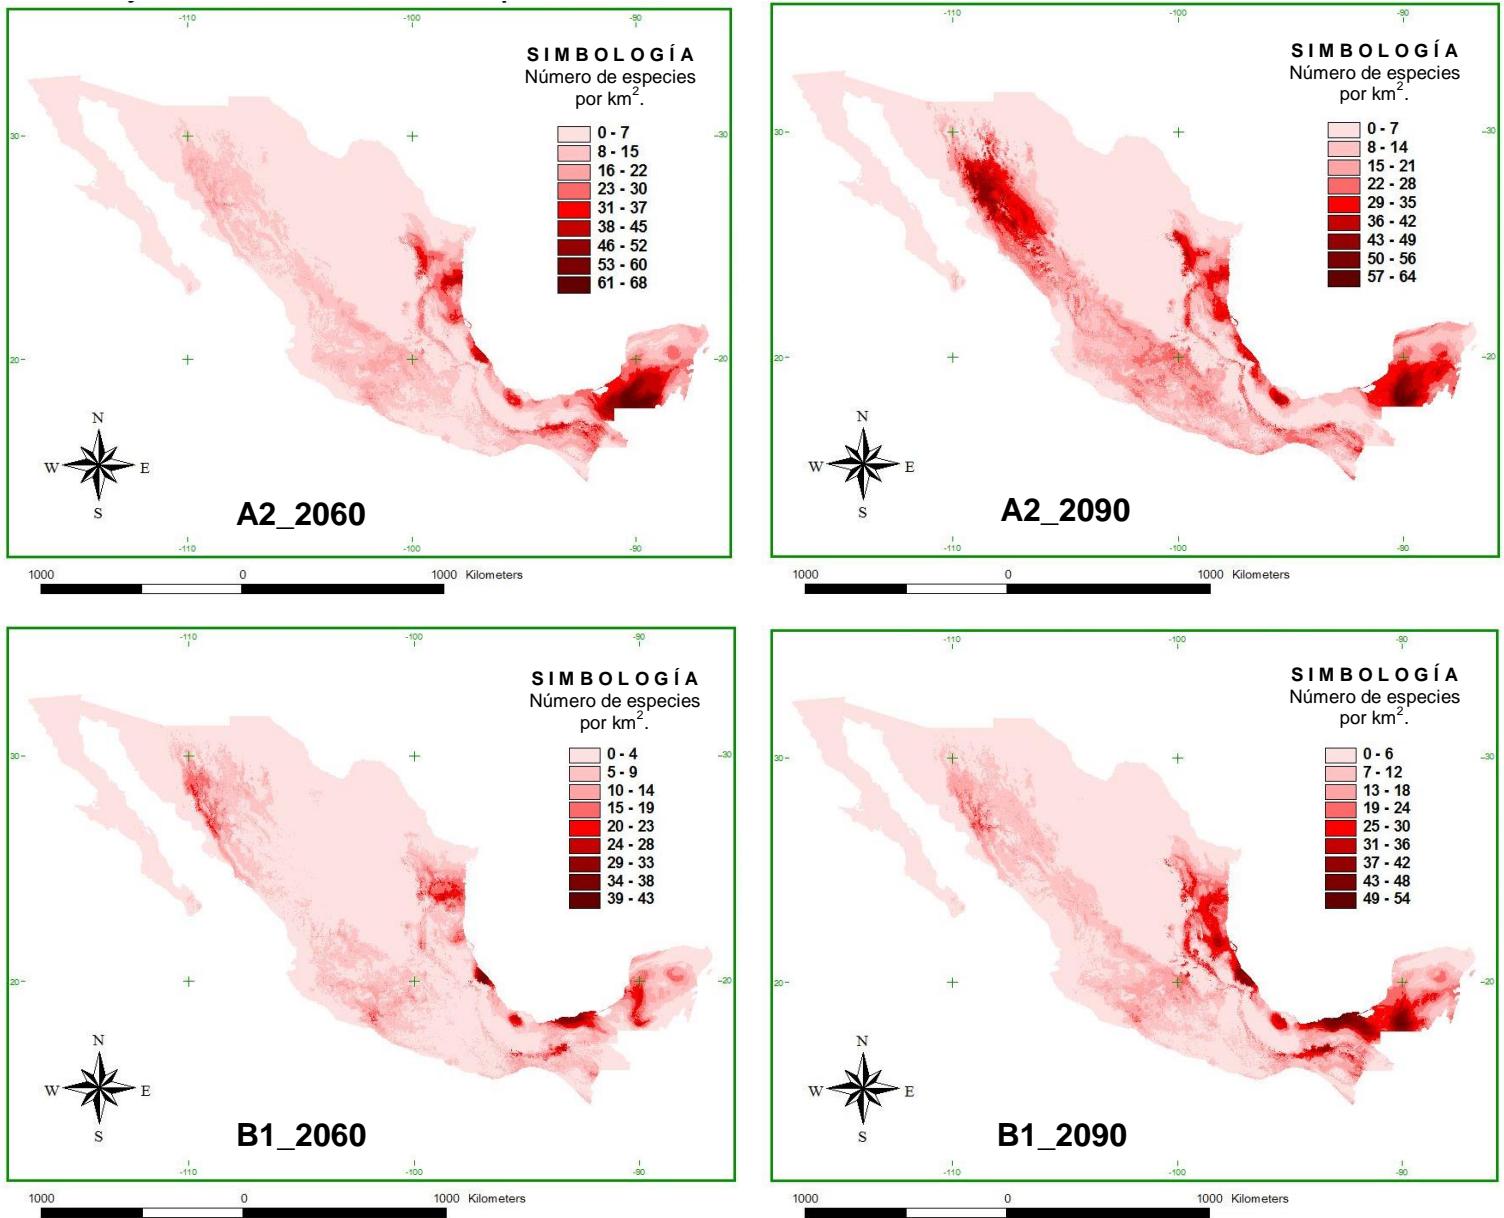 -110
-100
SIMBOLOGÍA
Número de especies
por km².
0 - 7
8 - 15
16 - 22
23 - 30
31 - 37
38 - 45
46 - 52
53 - 60
61 - 68
30
-30
20
-20
N
W E
S
A2_2060
-110
-100
-90
1000 0 1000 Kilometers
-110
-100
SIMBOLOGÍA
Número de especies
por km².
0 - 7
8 - 14
15 - 21
22 - 28
29 - 35
36 - 42
43 - 49
50 - 56
57 - 64
30
-30
20
-20
N
W E
S
A2_2090
-110
-100
-90
1000 0 1000 Kilometers
-110
-100
-90
SIMBOLOGÍA
Número de especies
por km².
0 - 4
5 - 9
10 - 14
15 - 19
20 - 23
24 - 28
29 - 33
34 - 38
39 - 43
30
-30
20
-20
N
W E
S
B1_2060
-110
-100
-90
1000 0 1000 Kilometers
-110
-100
-90
SIMBOLOGÍA
Número de especies
por km².
0 - 6
7 - 12
13 - 18
19 - 24
25 - 30
31 - 36
37 - 42
43 - 48
49 - 54
30
-30
20
-20
N
W E
S
B1_2090
-110
-100
-90
1000 0 1000 Kilometers